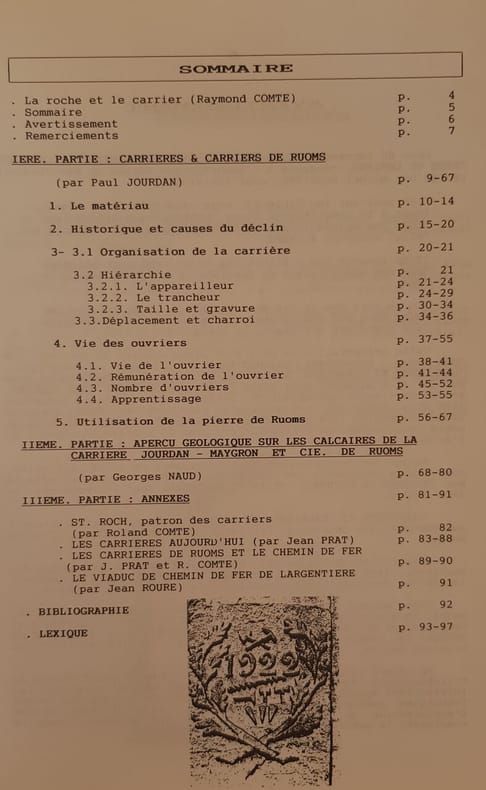 SOMMAIRE
. La roche et le carrier (Raymond COMTE) p. 4
. Sommaire p. 5
. Avertissement p. 6
. Remerciements p. 7
IERE. PARTIE : CARRIERES & CARRIERS DE RUOMS
(par Paul JOURDAN) p. 9-67
1. Le matériau p. 10-14
2. Historique et causes du déclin p. 15-20
3- 3.1 Organisation de la carrière p. 20-21
3.2 Hiérarchie p. 21
3.2.1. L'appareilleur p. 21-24
3.2.2. Le trancheur p. 24-29
3.2.3. Taille et gravure p. 30-34
3.3.Déplacement et charroi p. 34-36
4. Vie des ouvriers p. 37-55
4.1. Vie de l'ouvrier p. 38-41
4.2. Rémunération de l'ouvrier p. 41-44
4.3. Nombre d'ouvriers p. 45-52
4.4. Apprentissage p. 53-55
5. Utilisation de la pierre de Ruoms p. 56-67
IIEME. PARTIE : APERCU GEOLOGIQUE SUR LES CALCAIRES DE LA
CARRIERE JOURDAN - MAYGRON ET CIE. DE RUOMS
(par Georges NAUD) p. 68-80
IIIEME. PARTIE : ANNEXES p. 81-91
. ST. ROCH, patron des carriers
(par Roland COMTE) p. 82
. LES CARRIERES AUJOURD'HUI (par Jean PRAT) p. 83-88
. LES CARRIERES DE RUOMS ET LE CHEMIN DE FER
(par J. PRAT et R. COMTE) p. 89-90
. LE VIADUC DE CHEMIN DE FER DE LARGENTIERE
(par Jean ROURE) p. 91
. BIBLIOGRAPHIE p. 92
. LEXIQUE p. 93-97
1922